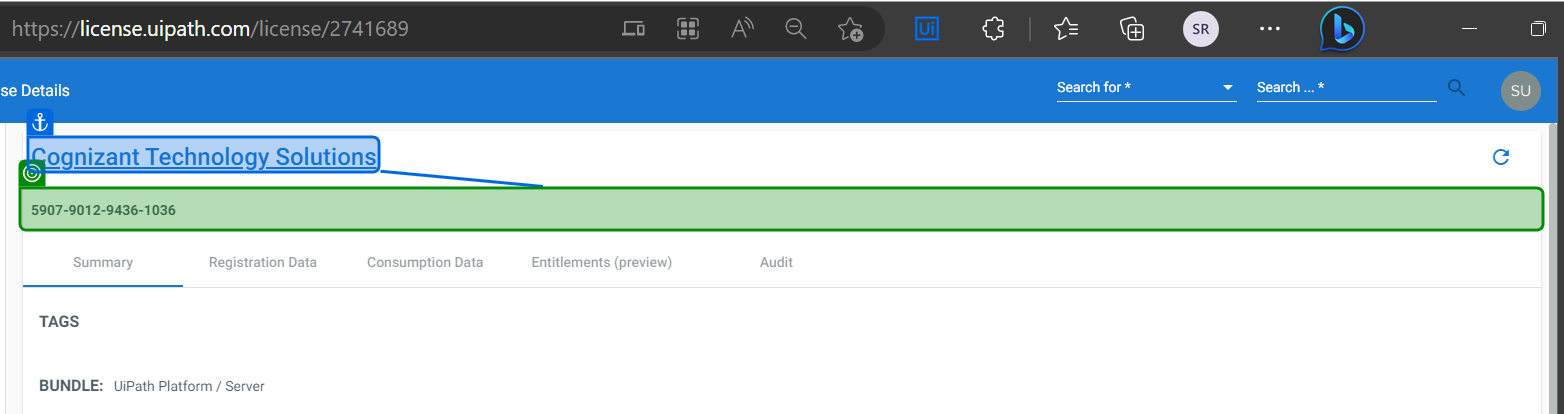 https://license.uipath.com/license/2741689
A
Ui
SR
se Details
Search for *
Search ... *
SU
Cognizant Technology Solutions
5907-9012-9436-1036
Summary
Registration Data
Consumption Data
Entitlements (preview)
Audit
TAGS
BUNDLE: UiPath Platform / Server